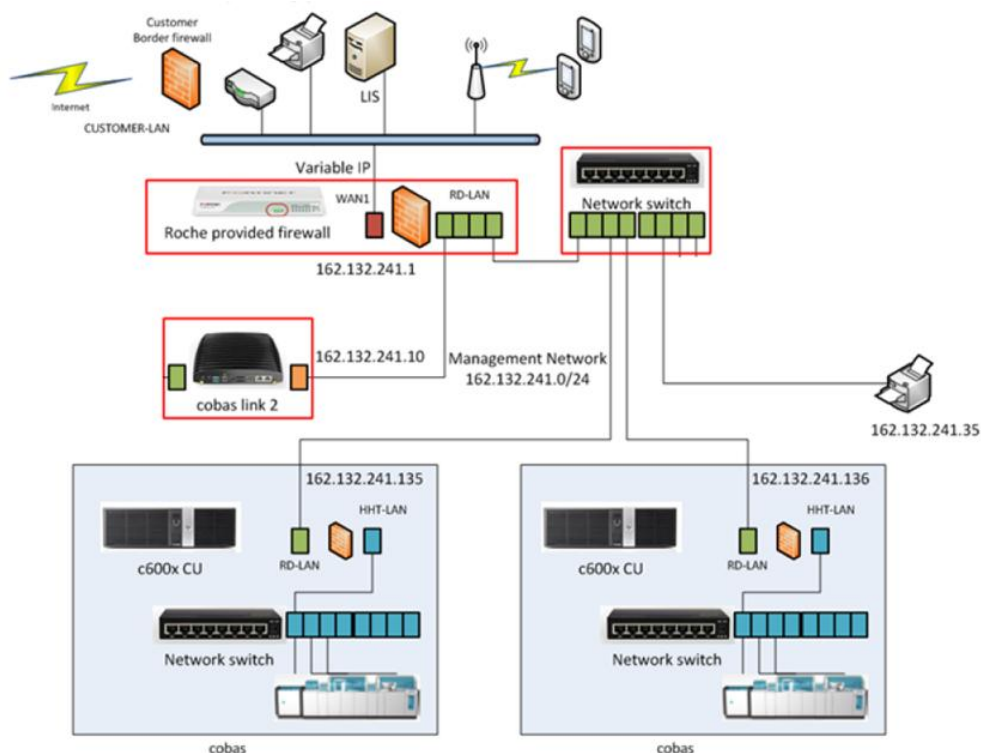 Customer
Border firewall
Internet
CUSTOMER-LAN
LIS
Variable IP
FORTINET
WAN1
RD-LAN
Roche provided firewall
162.132.241.1
Network switch
162.132.241.10
cobas link 2
Management Network
162.132.241.0/24
162.132.241.35
162.132.241.135
HHT-LAN
c600x CU
RD-LAN
Network switch
cobas
162.132.241.136
HHT-LAN
c600x CU
RD-LAN
Network switch
cobas